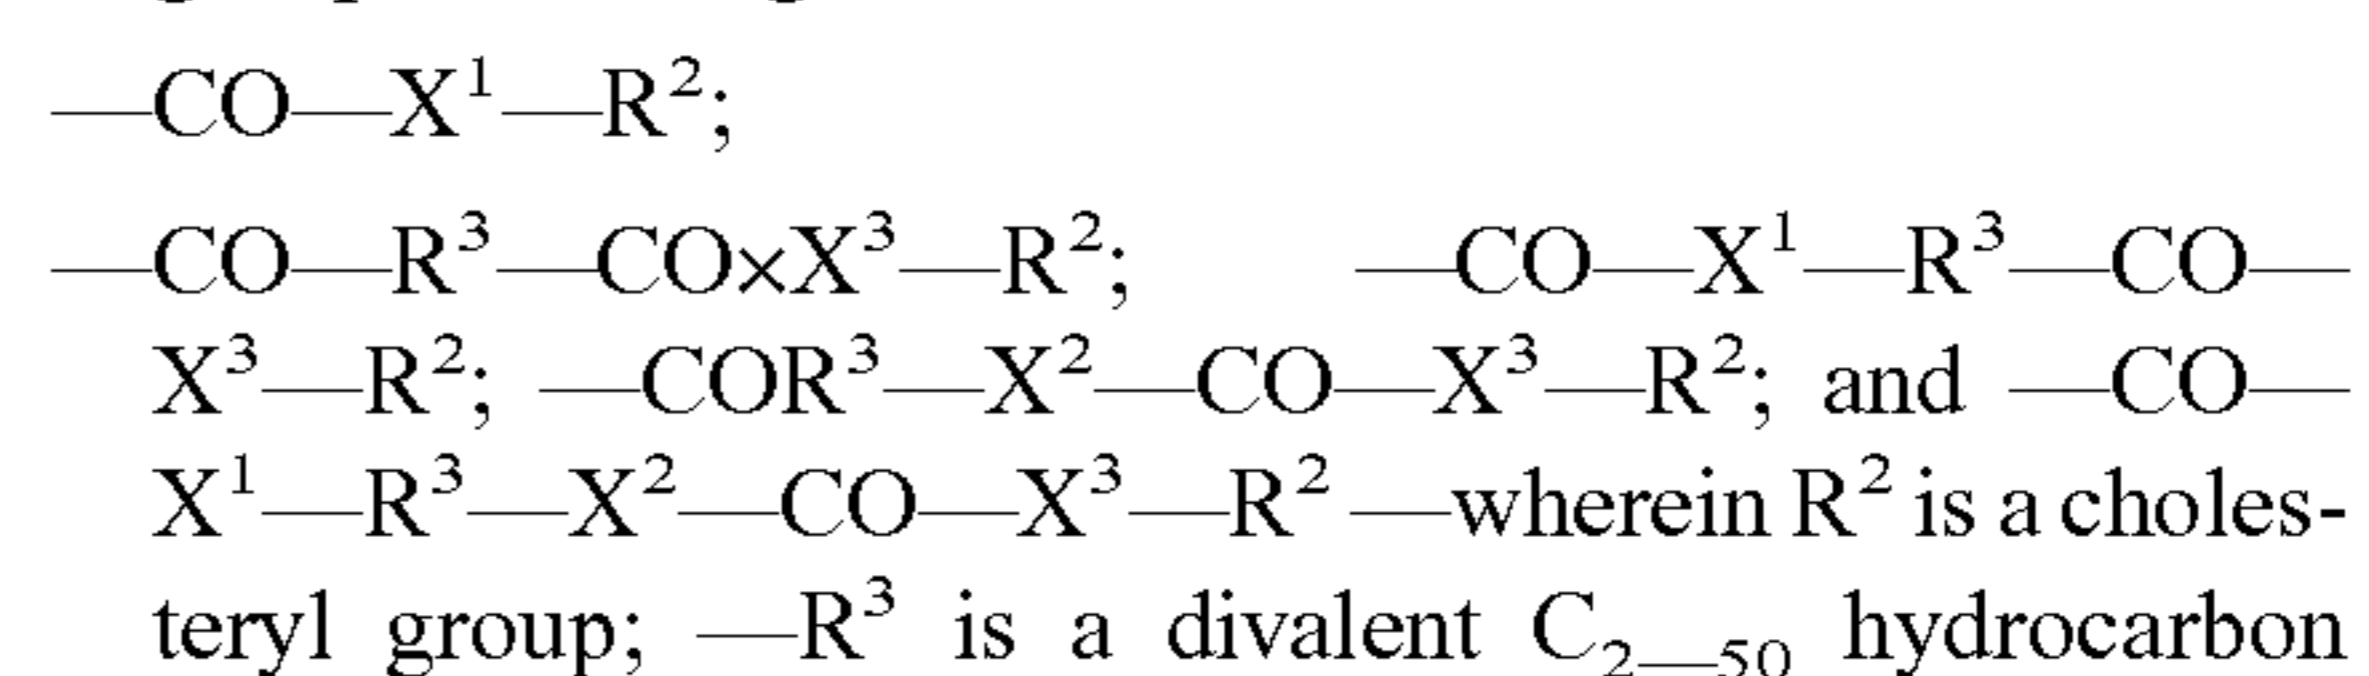 —CO—X¹—R²;
—CO—R³—CO×X³—R²; —CO—X¹—R³—CO—
X³—R²; —COR³—X²—CO—X³—R²; and —CO—
X¹—R³—X²—CO—X³—R² —wherein R² is a choles-
teryl group; —R³ is a divalent C₂—₅₀ hydrocarbon